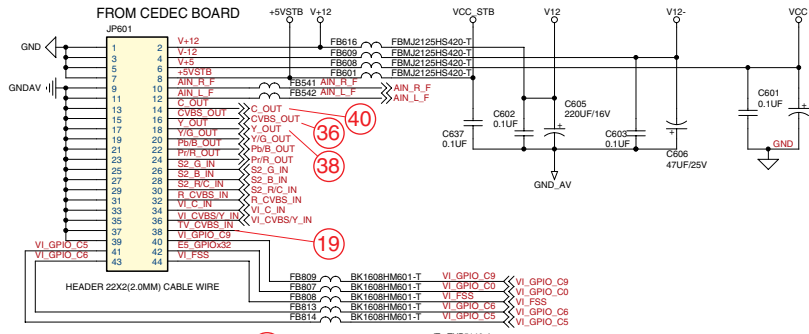 FROM CEDEC BOARD
+5VSTB V+12 VCC_STB V12 V12- VCC
JP601
GND
GNDAV
1 2 V+12 FB616 FBMJ2125HS420-T
3 4 V-12 FB609 FBMJ2125HS420-T
5 6 V+5 FB608 FBMJ2125HS420-T
7 8 +5VSTB FB601 FBMJ2125HS420-T
9 10 AIN_R_F FB541 AIN_R_F AIN_R_F
11 12 AIN_L_F FB542 AIN_L_F AIN_L_F
13 14 C_OUT C_OUT
15 16 CVBS_OUT CVBS_OUT
17 18 Y_OUT Y_OUT
19 20 Y/G_OUT Y/G_OUT
21 22 Pb/B_OUT Pb/B_OUT
23 24 Pr/R_OUT Pr/R_OUT
25 26 S2_G_IN S2_G_IN
27 28 S2_B_IN S2_B_IN
29 30 S2_R/C_IN S2_R/C_IN
31 32 R_CVBS_IN R_CVBS_IN
33 34 VI_C_IN VI_C_IN
35 36 VI_CVBS/Y_IN VI_CVBS/Y_IN
37 38 TV_CVBS_IN
39 40 VI_GPIO_C9
VI_GPIO_C5 41 42 E5_GPIOx32
VI_GPIO_C6 43 44 VI_FSS
40
36
38
19
C637
0.1UF
C602
0.1UF
C605
220UF/16V
C603
0.1UF
C606
47UF/25V
C601
0.1UF
GND
GND_AV
HEADER 22X2(2.0MM) CABLE WIRE
FB809 BK1608HM601-T VI_GPIO_C9 VI_GPIO_C9
FB807 BK1608HM601-T VI_GPIO_C0 VI_GPIO_C0
FB808 BK1608HM601-T VI_FSS VI_FSS
FB813 BK1608HM601-T VI_GPIO_C6 VI_GPIO_C6
FB814 BK1608HM601-T VI_GPIO_C5 VI_GPIO_C5